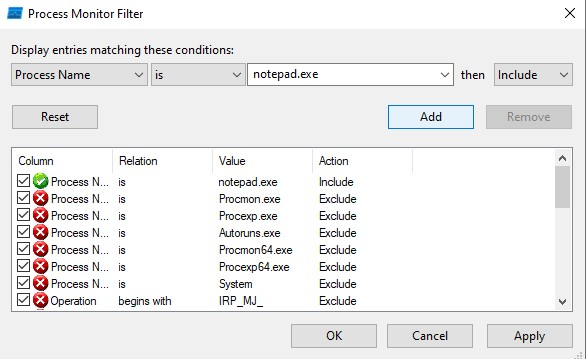 Process Monitor Filter
Display entries matching these conditions:
Process Name is notepad.exe then Include
Reset Add Remove
Column Relation Value Action
Process N... is notepad.exe Include
Process N... is Procmon.exe Exclude
Process N... is Procexp.exe Exclude
Process N... is Autoruns.exe Exclude
Process N... is Procmon64.exe Exclude
Process N... is Procexp64.exe Exclude
Process N... is System Exclude
Operation begins with IRP_MJ_ Exclude
OK Cancel Apply